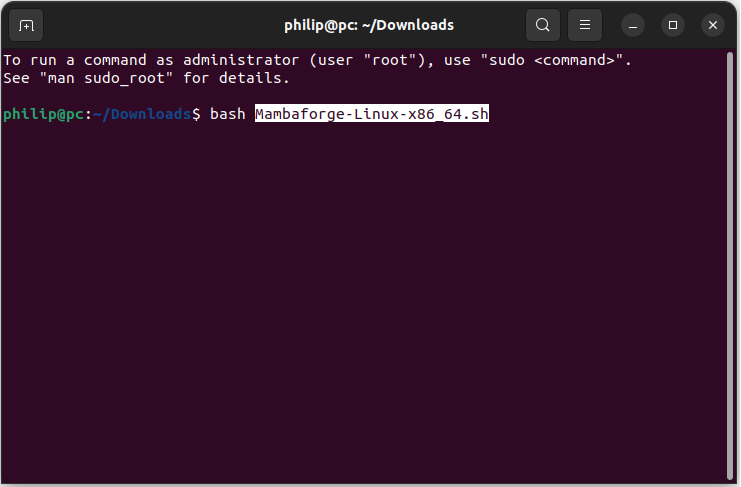 philip@pc: ~/Downloads
To run a command as administrator (user "root"), use "sudo <command>".
See "man sudo_root" for details.
philip@pc:~/Downloads$ bash Mambaforge-Linux-x86_64.sh